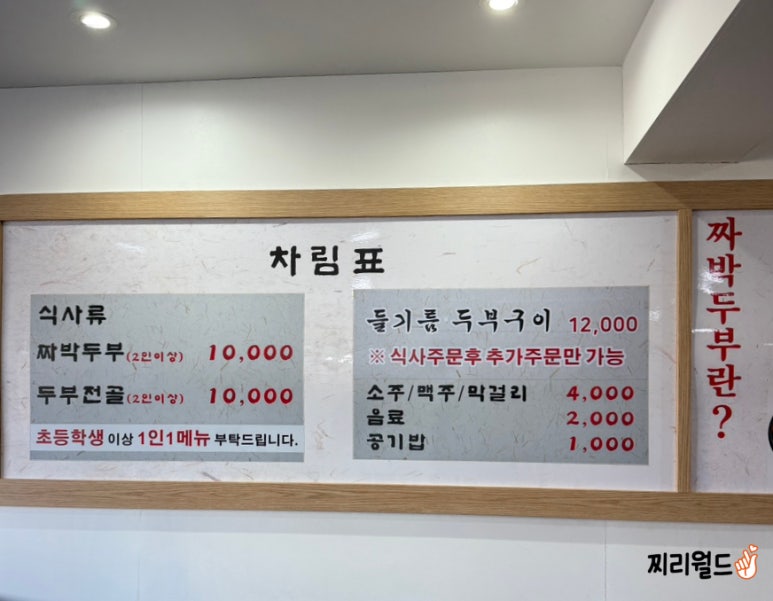 차림표
식사류
짜박두부(2인이상) 10,000
두부전골(2인이상) 10,000
초등학생 이상 1인1메뉴 부탁드립니다.
들기름 두부구이 12,000
※ 식사주문후 추가주문만 가능
소주/맥주/막걸리 4,000
음료 2,000
공기밥 1,000
짜박두부란?
찌리월드